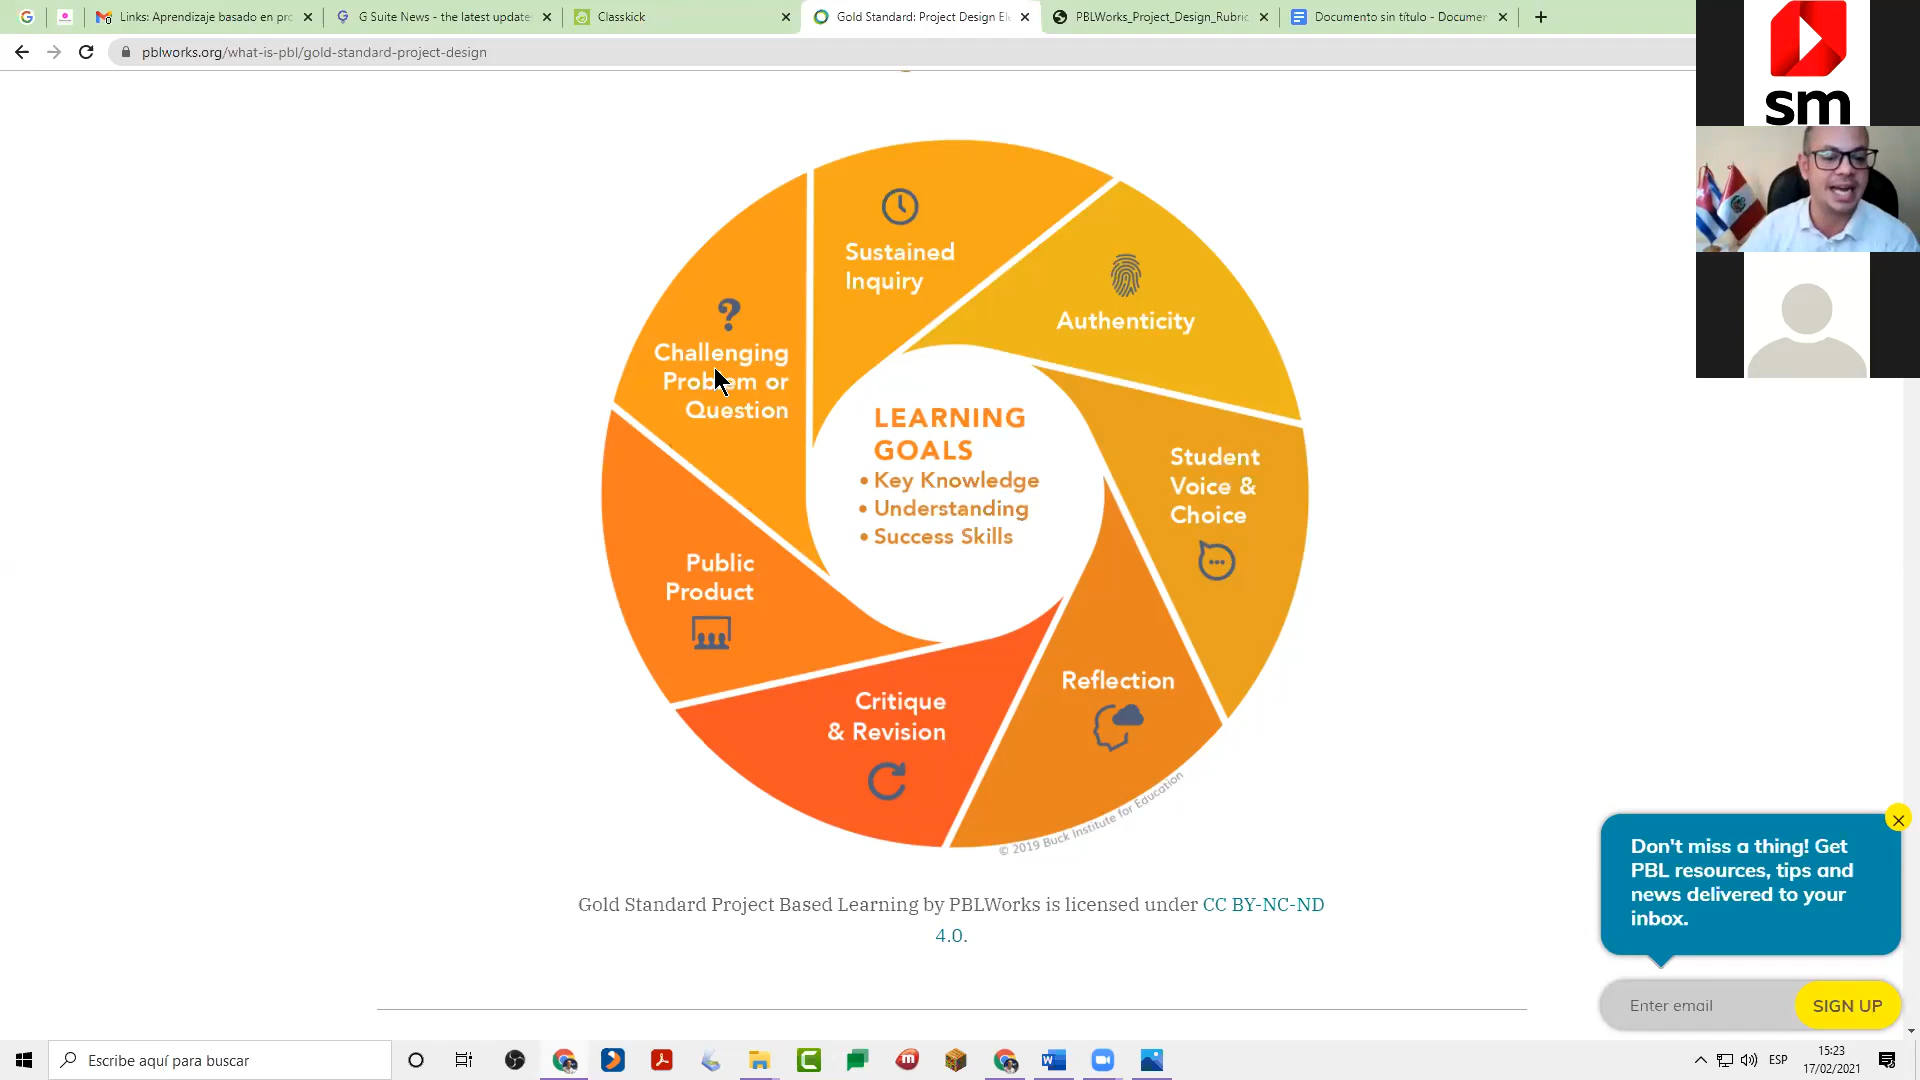 Links: Aprendizaje basado en pro
G Suite News - the latest update
Classkick
Gold Standard: Project Design El
PBLWorks_Project_Design_Rubric
Documento sin título - Documen
pblworks.org/what-is-pbl/gold-standard-project-design
sm
Sustained
Inquiry
Authenticity
?
Challenging
Problem or
Question
LEARNING
GOALS
• Key Knowledge
• Understanding
• Success Skills
Student
Voice &
Choice
Public
Product
Reflection
Critique
& Revision
© 2019 Buck Institute for Education
Gold Standard Project Based Learning by PBLWorks is licensed under CC BY-NC-ND
4.0.
Don't miss a thing! Get
PBL resources, tips and
news delivered to your
inbox.
Enter email
SIGN UP
Escribe aquí para buscar
ESP
15:23
17/02/2021